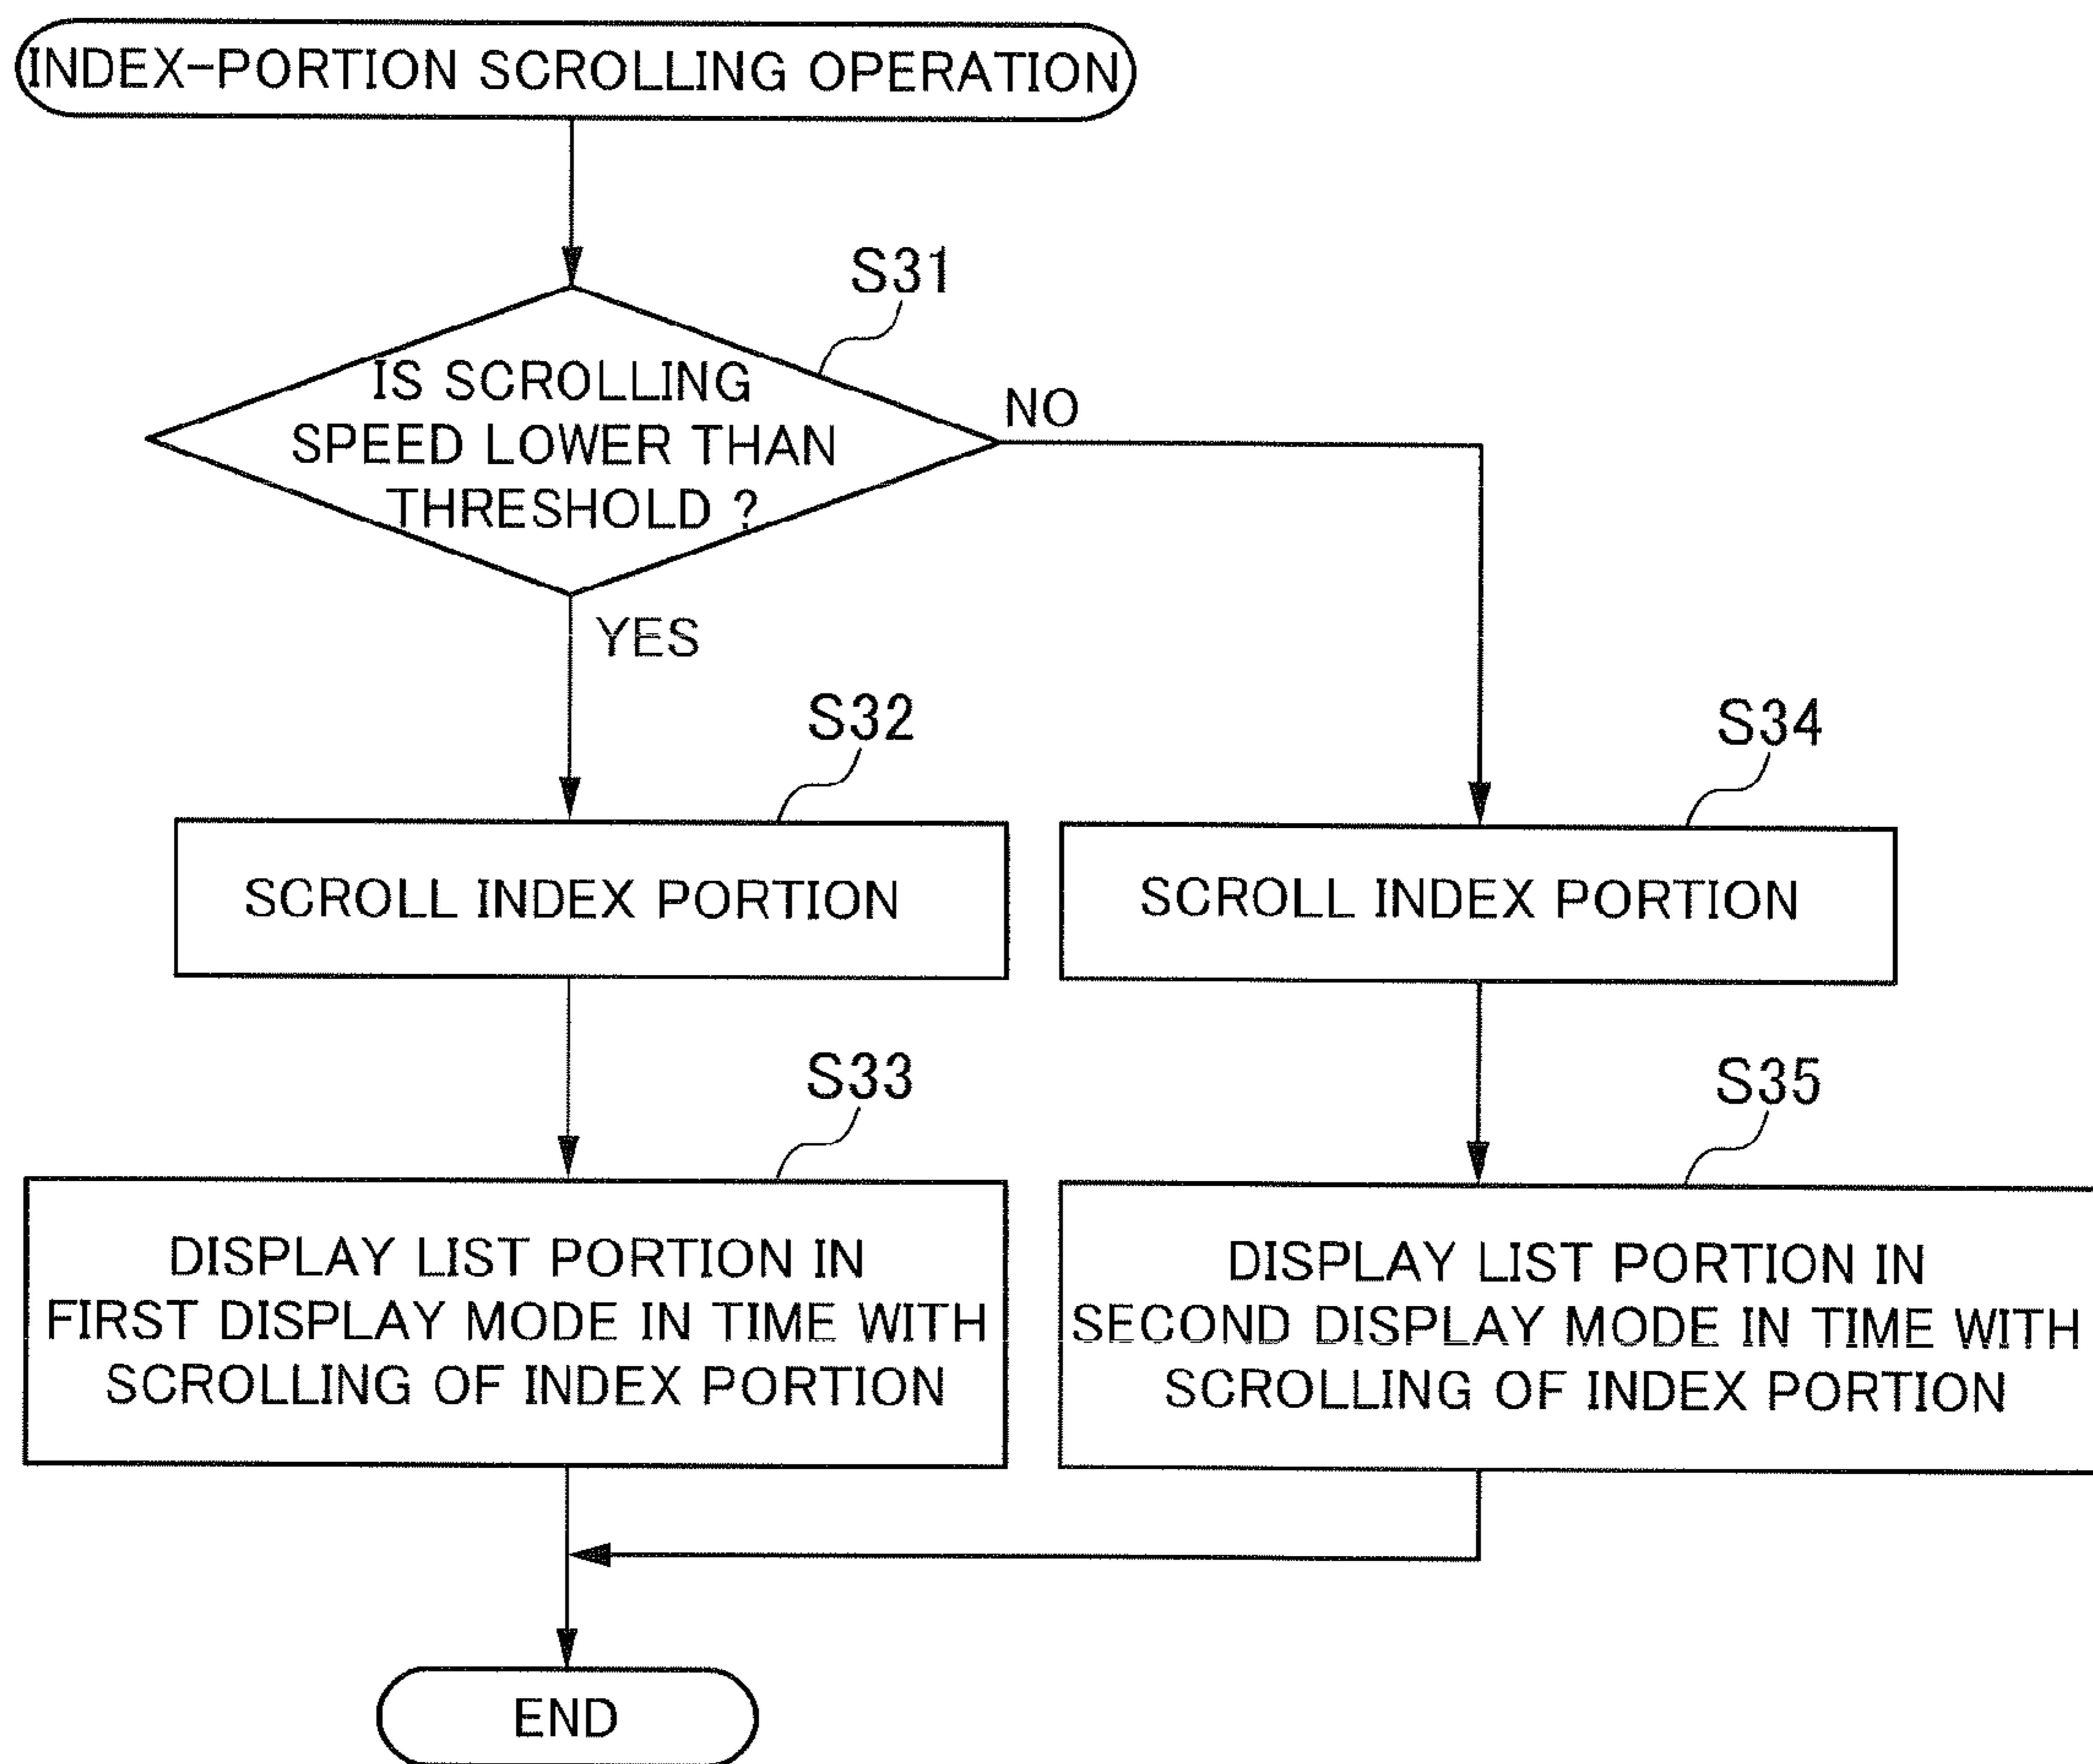 INDEX-PORTION SCROLLING OPERATION
S31
IS SCROLLING
SPEED LOWER THAN
THRESHOLD ?
NO
YES
S32
SCROLL INDEX PORTION
S34
SCROLL INDEX PORTION
S33
DISPLAY LIST PORTION IN
FIRST DISPLAY MODE IN TIME WITH
SCROLLING OF INDEX PORTION
S35
DISPLAY LIST PORTION IN
SECOND DISPLAY MODE IN TIME WITH
SCROLLING OF INDEX PORTION
END